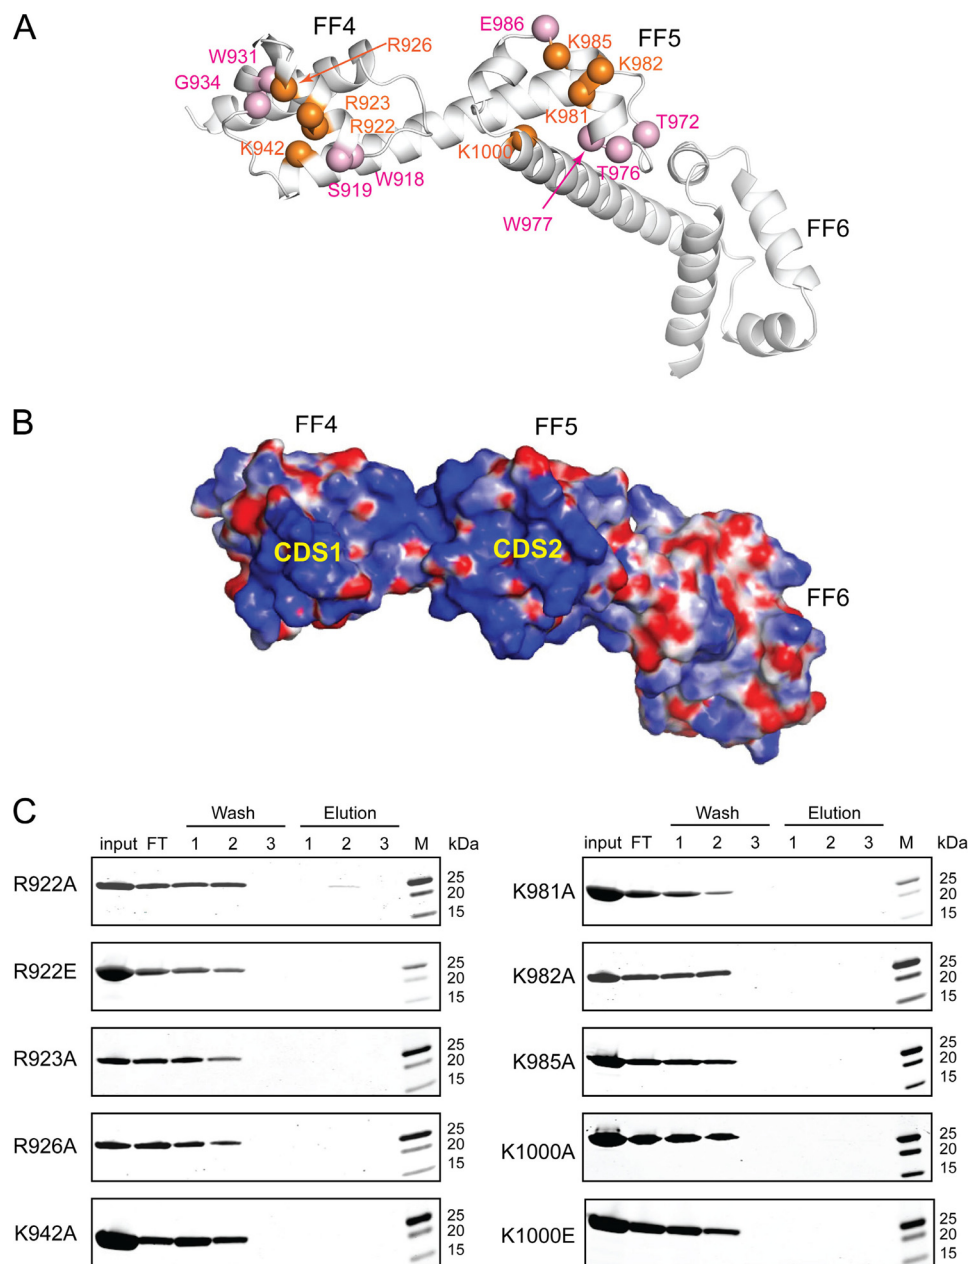 A
FF4
E986
FF5
W931
R926
K985
K982
G934
R923
K981
T972
R922
K942
K1000
T976
S919
W918
W977
FF6
B
FF4
FF5
CDS1
CDS2
FF6
C
Wash
Elution
input FT 1 2 3 1 2 3 M kDa
R922A
25
20
15
R922E
25
20
15
R923A
25
20
15
R926A
25
20
15
K942A
25
20
15
Wash
Elution
input FT 1 2 3 1 2 3 M kDa
K981A
25
20
15
K982A
25
20
15
K985A
25
20
15
K1000A
25
20
15
K1000E
25
20
15